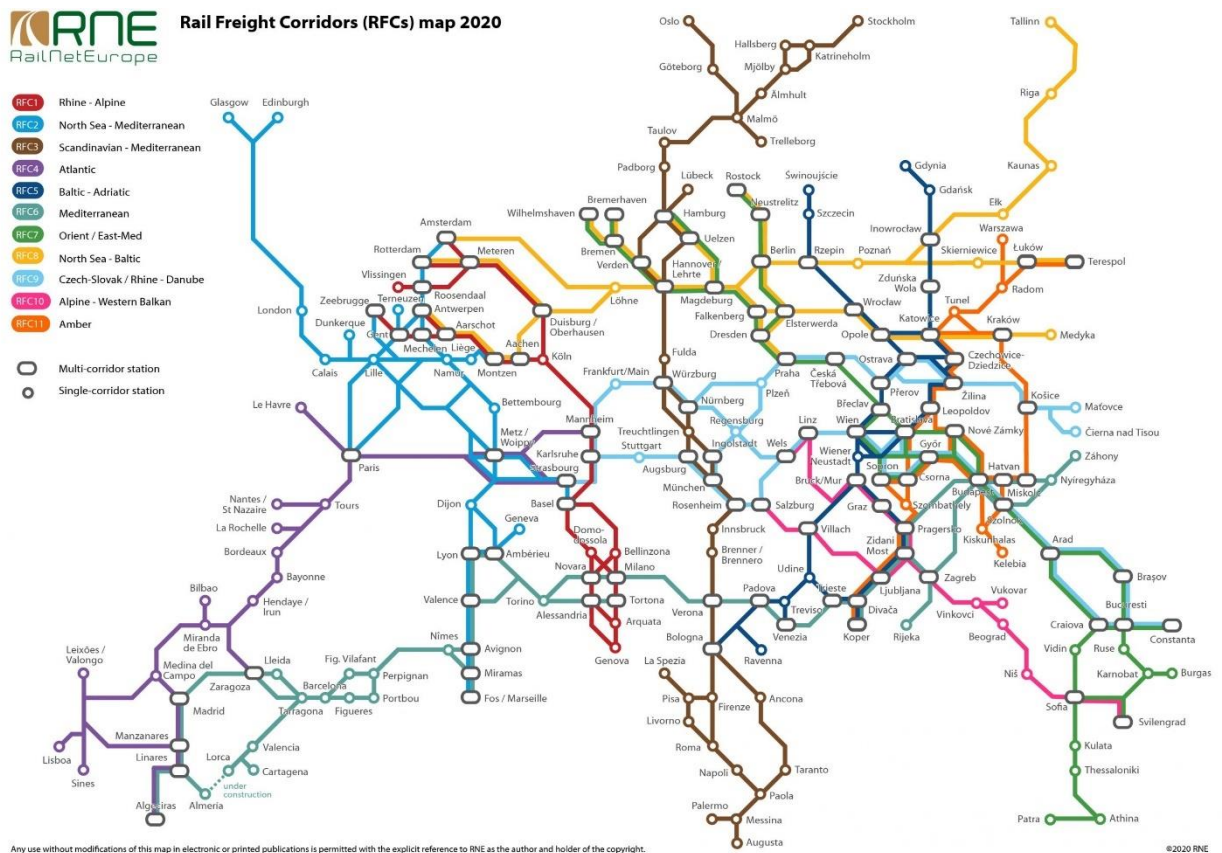 RNE
RailNetEurope
Rail Freight Corridors (RFCs) map 2020
RFC1 Rhine - Alpine
RFC2 North Sea - Mediterranean
RFC3 Scandinavian - Mediterranean
RFC4 Atlantic
RFC5 Baltic - Adriatic
RFC6 Mediterranean
RFC7 Orient / East-Med
RFC8 North Sea - Baltic
RFC9 Czech-Slovak / Rhine - Danube
RFC10 Alpine - Western Balkan
RFC11 Amber
Multi-corridor station
Single-corridor station
Oslo
Stockholm
Tallinn
Hallsberg
Katrineholm
Göteborg
Mjölby
Älmhult
Riga
Glasgow
Edinburgh
Malmö
Taulov
Trelleborg
Padborg
Kaunas
Gdynia
Lübeck
Rostock
Świnoujście
Gdańsk
Ełk
Wilhelmshaven
Bremerhaven
Hamburg
Neustrelitz
Szczecin
Amsterdam
Bremen
Uelzen
Inowrocław
Warszawa
Rotterdam
Meteren
Verden
Hannover/
Lehrte
Berlin
Rzepin
Poznań
Skierniewice
Łuków
Terespol
Vlissingen
Roosendaal
Löhne
Magdeburg
Zduńska
Wola
Radom
Zeebrugge
Terneuzen
Antwerpen
London
Dunkerque
Gent
Mechelen
Aarschot
Liège
Aachen
Duisburg /
Oberhausen
Falkenberg
Elsterwerda
Wrocław
Tunel
Dresden
Opole
Katowice
Kraków
Medyka
Calais
Lille
Namur
Montzen
Köln
Fulda
Praha
Česká
Třebová
Ostrava
Czechowice-
Dziedzice
Frankfurt/Main
Würzburg
Plzeň
Přerov
Žilina
Košice
Le Havre
Bettembourg
Mannheim
Nürnberg
Břeclav
Leopoldov
Maťovce
Čierna nad Tisou
Metz /
Woippy
Treuchtlingen
Regensburg
Linz
Wien
Bratislava
Nové Zámky
Paris
Karlsruhe
Stuttgart
Ingolstadt
Wels
Wiener
Neustadt
Győr
Záhony
Strasbourg
Augsburg
Sopron
Csorna
Hatvan
Nyíregyháza
München
Bruck/Mur
Budapest
Miskolc
Nantes /
St Nazaire
Tours
Dijon
Basel
Rosenheim
Salzburg
Graz
Szombathely
Szolnok
La Rochelle
Geneva
Domo-
dossola
Innsbruck
Villach
Pragersko
Kiskunhalas
Bordeaux
Lyon
Ambérieu
Bellinzona
Brenner /
Brennero
Zidani
Most
Kelebia
Arad
Bayonne
Novara
Milano
Udine
Zagreb
Brașov
Bilbao
Hendaye /
Irun
Valence
Torino
Tortona
Verona
Padova
Trieste
Ljubljana
Vukovar
Alessandria
Treviso
Divača
Vinkovci
Bucuresti
Miranda
de Ebro
Nîmes
Arquata
Bologna
Venezia
Koper
Rijeka
Beograd
Craiova
Constanta
Leixões /
Valongo
Avignon
Genova
Ravenna
Vidin
Ruse
Medina del
Campo
Lleida
Fig. Vilafant
Perpignan
Miramas
La Spezia
Niš
Karnobat
Burgas
Zaragoza
Barcelona
Portbou
Fos / Marseille
Pisa
Firenze
Ancona
Sofia
Madrid
Tarragona
Figueres
Livorno
Svilengrad
Manzanares
Lisboa
Linares
Lorca
Valencia
Roma
Kulata
Sines
Cartagena
Napoli
Taranto
Thessaloniki
under
construction
Algeciras
Almería
Paola
Palermo
Messina
Patra
Athina
Augusta
Any use without modifications of this map in electronic or printed publications is permitted with the explicit reference to RNE as the author and holder of the copyright.
©2020 RNE